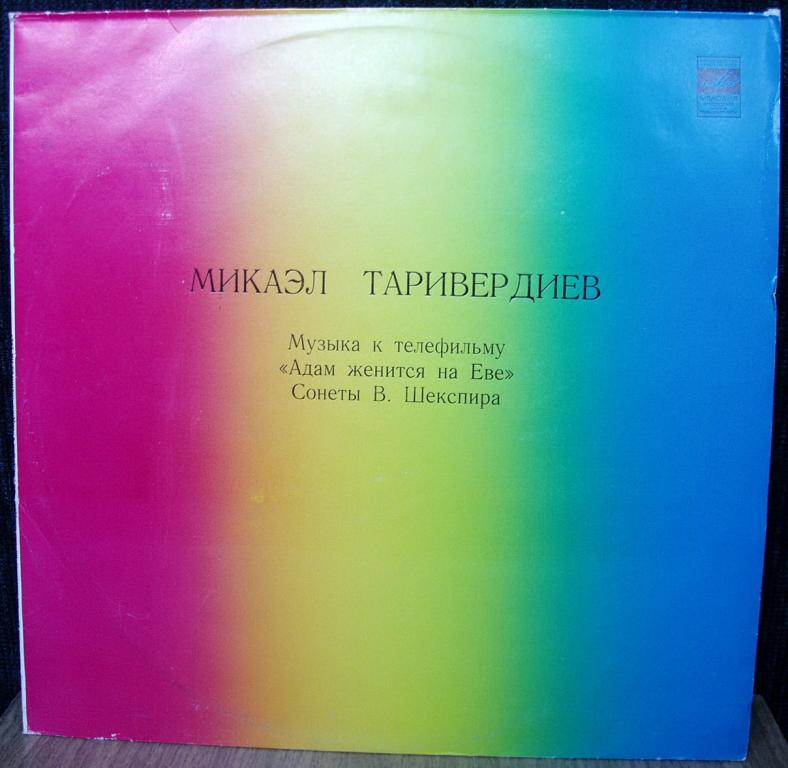 МИКАЭЛ ТАРИВЕРДИЕВ
Музыка к телефильму
«Адам женится на Еве»
Сонеты В. Шекспира